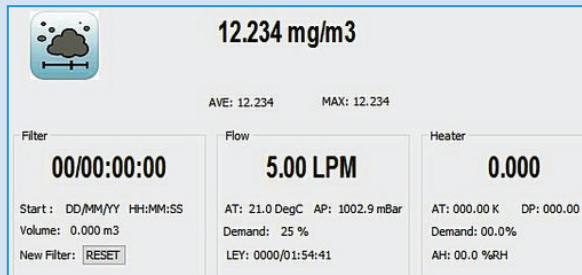 12.234 mg/m3
AVE: 12.234 MAX: 12.234
Filter
00/00:00:00
Start : DD/MM/YY HH:MM:SS
Volume: 0.000 m3
New Filter: RESET
Flow
5.00 LPM
AT: 21.0 DegC AP: 1002.9 mBar
Demand: 25 %
LEY: 0000/01:54:41
Heater
0.000
AT: 000.00 K DP: 000.00
Demand: 00.0%
AH: 00.0 %RH